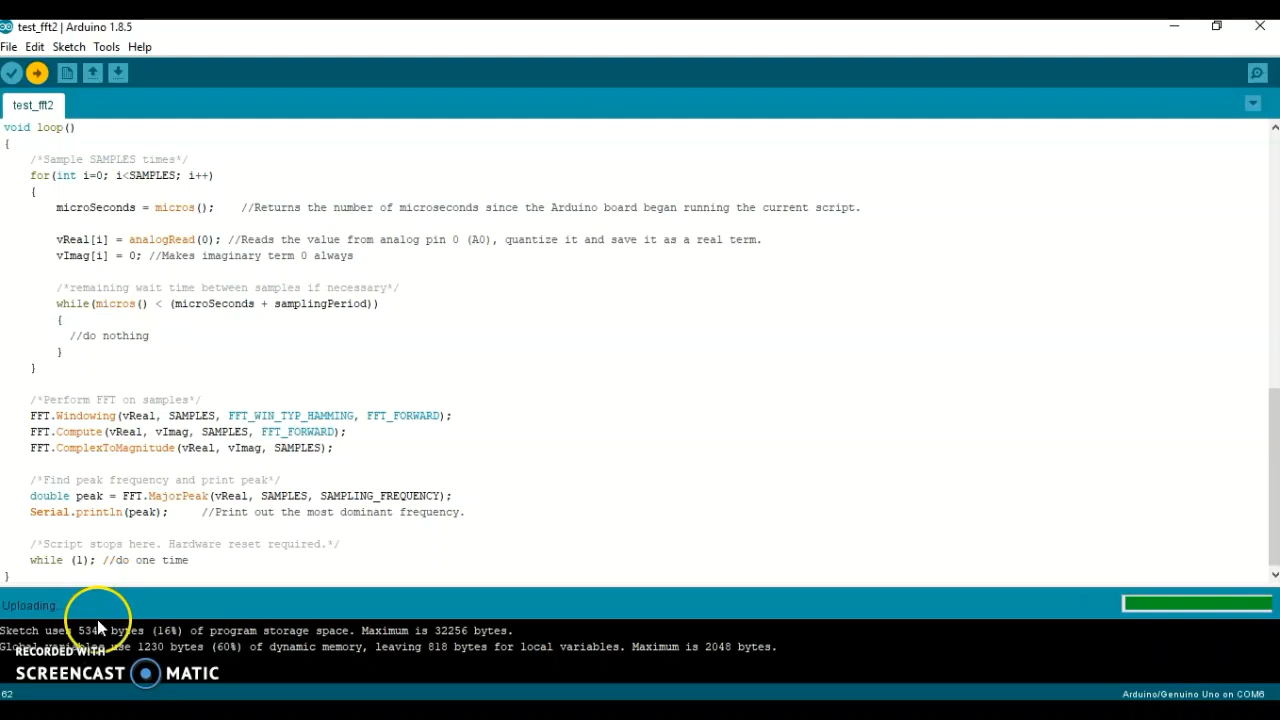 test_fft2 | Arduino 1.8.5
File Edit Sketch Tools Help
test_fft2
void loop()
{
/*Sample SAMPLES times*/
for(int i=0; i<SAMPLES; i++)
{
microSeconds = micros(); //Returns the number of microseconds since the Arduino board began running the current script.
vReal[i] = analogRead(0); //Reads the value from analog pin 0 (A0), quantize it and save it as a real term.
vImag[i] = 0; //Makes imaginary term 0 always
/*remaining wait time between samples if necessary*/
while(micros() < (microSeconds + samplingPeriod))
{
//do nothing
}
}
/*Perform FFT on samples*/
FFT.Windowing(vReal, SAMPLES, FFT_WIN_TYP_HAMMING, FFT_FORWARD);
FFT.Compute(vReal, vImag, SAMPLES, FFT_FORWARD);
FFT.ComplexToMagnitude(vReal, vImag, SAMPLES);
/*Find peak frequency and print peak*/
double peak = FFT.MajorPeak(vReal, SAMPLES, SAMPLING_FREQUENCY);
Serial.println(peak); //Print out the most dominant frequency.
/*Script stops here. Hardware reset required.*/
while (1); //do one time
}
Uploading...
Sketch uses bytes (16%) of program storage space. Maximum is 32256 bytes.
Global variables use 1230 bytes (60%) of dynamic memory, leaving 818 bytes for local variables. Maximum is 2048 bytes.
RECORDED WITH
SCREENCAST MATIC
62
Arduino/Genuino Uno on COM6